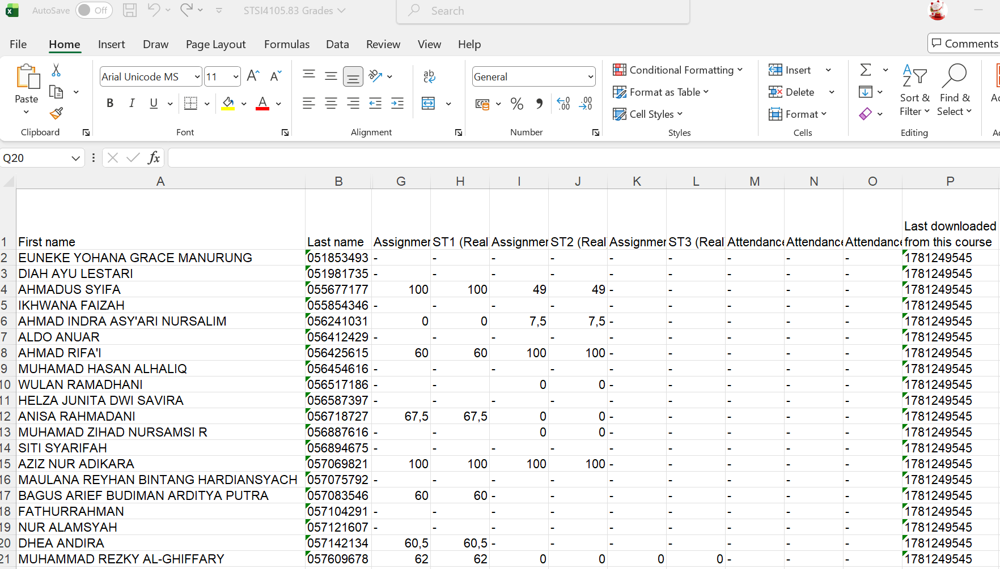 AutoSave Off STSI4105.83 Grades Search
File Home Insert Draw Page Layout Formulas Data Review View Help Comments
Paste
Clipboard
Arial Unicode MS 11
B I U
Font
Alignment
General
Number
Conditional Formatting
Format as Table
Cell Styles
Styles
Insert
Delete
Format
Cells
Sort & Filter
Find & Select
Editing
Q20 fx
A B G H I J K L M N O P
1 First name Last name Assignmen ST1 (Real Assignmen ST2 (Real Assignmen ST3 (Real Attendance Attendance Attendance Last downloaded from this course
2 EUNEKE YOHANA GRACE MANURUNG 051853493 - - - - - - - - - 1781249545
3 DIAH AYU LESTARI 051981735 - - - - - - - - - 1781249545
4 AHMADUS SYIFA 055677177 100 100 49 49 - - - - - 1781249545
5 IKHWANA FAIZAH 055854346 - - - - - - - - - 1781249545
6 AHMAD INDRA ASY'ARI NURSALIM 056241031 0 0 7,5 7,5 - - - - - 1781249545
7 ALDO ANUAR 056412429 - - - - - - - - - 1781249545
8 AHMAD RIFA'I 056425615 60 60 100 100 - - - - - 1781249545
9 MUHAMAD HASAN ALHALIQ 056454616 - - - - - - - - - 1781249545
10 WULAN RAMADHANI 056517186 - - 0 0 - - - - - 1781249545
11 HELZA JUNITA DWI SAVIRA 056587397 - - - - - - - - - 1781249545
12 ANISA RAHMADANI 056718727 67,5 67,5 0 0 - - - - - 1781249545
13 MUHAMAD ZIHAD NURSAMSI R 056887616 - - 0 0 - - - - - 1781249545
14 SITI SYARIFAH 056894675 - - - - - - - - - 1781249545
15 AZIZ NUR ADIKARA 057069821 100 100 100 100 - - - - - 1781249545
16 MAULANA REYHAN BINTANG HARDIANSYACH 057075792 - - - - - - - - - 1781249545
17 BAGUS ARIEF BUDIMAN ARDITYA PUTRA 057083546 60 60 - - - - - - - 1781249545
18 FATHURRAHMAN 057104291 - - - - - - - - - 1781249545
19 NUR ALAMSYAH 057121607 - - - - - - - - - 1781249545
20 DHEA ANDIRA 057142134 60,5 60,5 - - - - - - - 1781249545
21 MUHAMMAD REZKY AL-GHIFFARY 057609678 62 62 0 0 0 0 - - - 1781249545